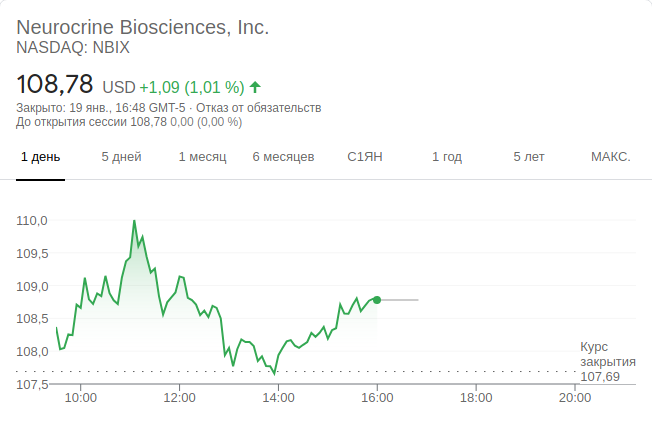 Neurocrine Biosciences, Inc.
NASDAQ: NBIX
108,78 USD +1,09 (1,01 %)
Закрыто: 19 янв., 16:48 GMT-5 · Отказ от обязательств
До открытия сессии 108,78 0,00 (0,00 %)
1 день 5 дней 1 месяц 6 месяцев С1ЯН 1 год 5 лет МАКС.
110,0
109,5
109,0
108,5
108,0
107,5
Курс
закрытия
107,69
10:00 12:00 14:00 16:00 18:00 20:00